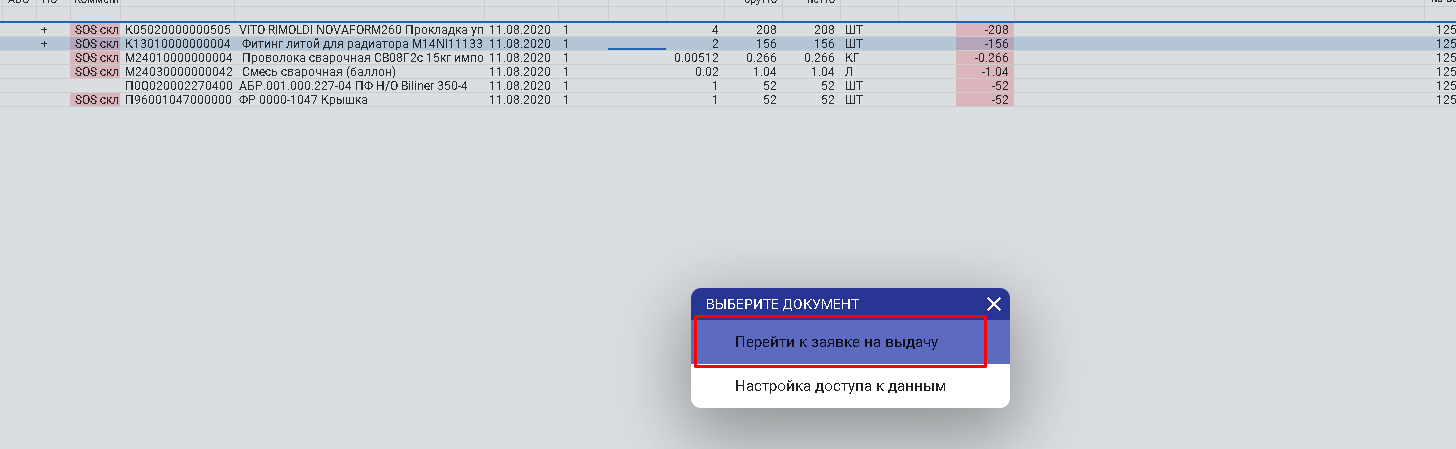 SOS скл K05020000000505 VITO RIMOLDI NOVAFORM260 Прокладка уп 11.08.2020 1 4 208 208 ШТ -208 125
+ SOS скл K13010000000004 Фитинг литой для радиатора M14NI11133 11.08.2020 1 2 156 156 ШТ -156 125
SOS скл M24010000000004 Проволока сварочная СВ08Г2с 15кг импо 11.08.2020 1 0.00512 0.266 0.266 КГ -0.266 125
SOS скл M24030000000042 Смесь сварочная (баллон) 11.08.2020 1 0.02 1.04 1.04 Л -1.04 125
П0Q020002270400 АБР.001.000.227-04 ПФ Н/О Biliner 350-4 11.08.2020 1 1 52 52 ШТ -52 125
SOS скл П96001047000000 ФР 0000-1047 Крышка 11.08.2020 1 1 52 52 ШТ -52 125
ВЫБЕРИТЕ ДОКУМЕНТ
Перейти к заявке на выдачу
Настройка доступа к данным